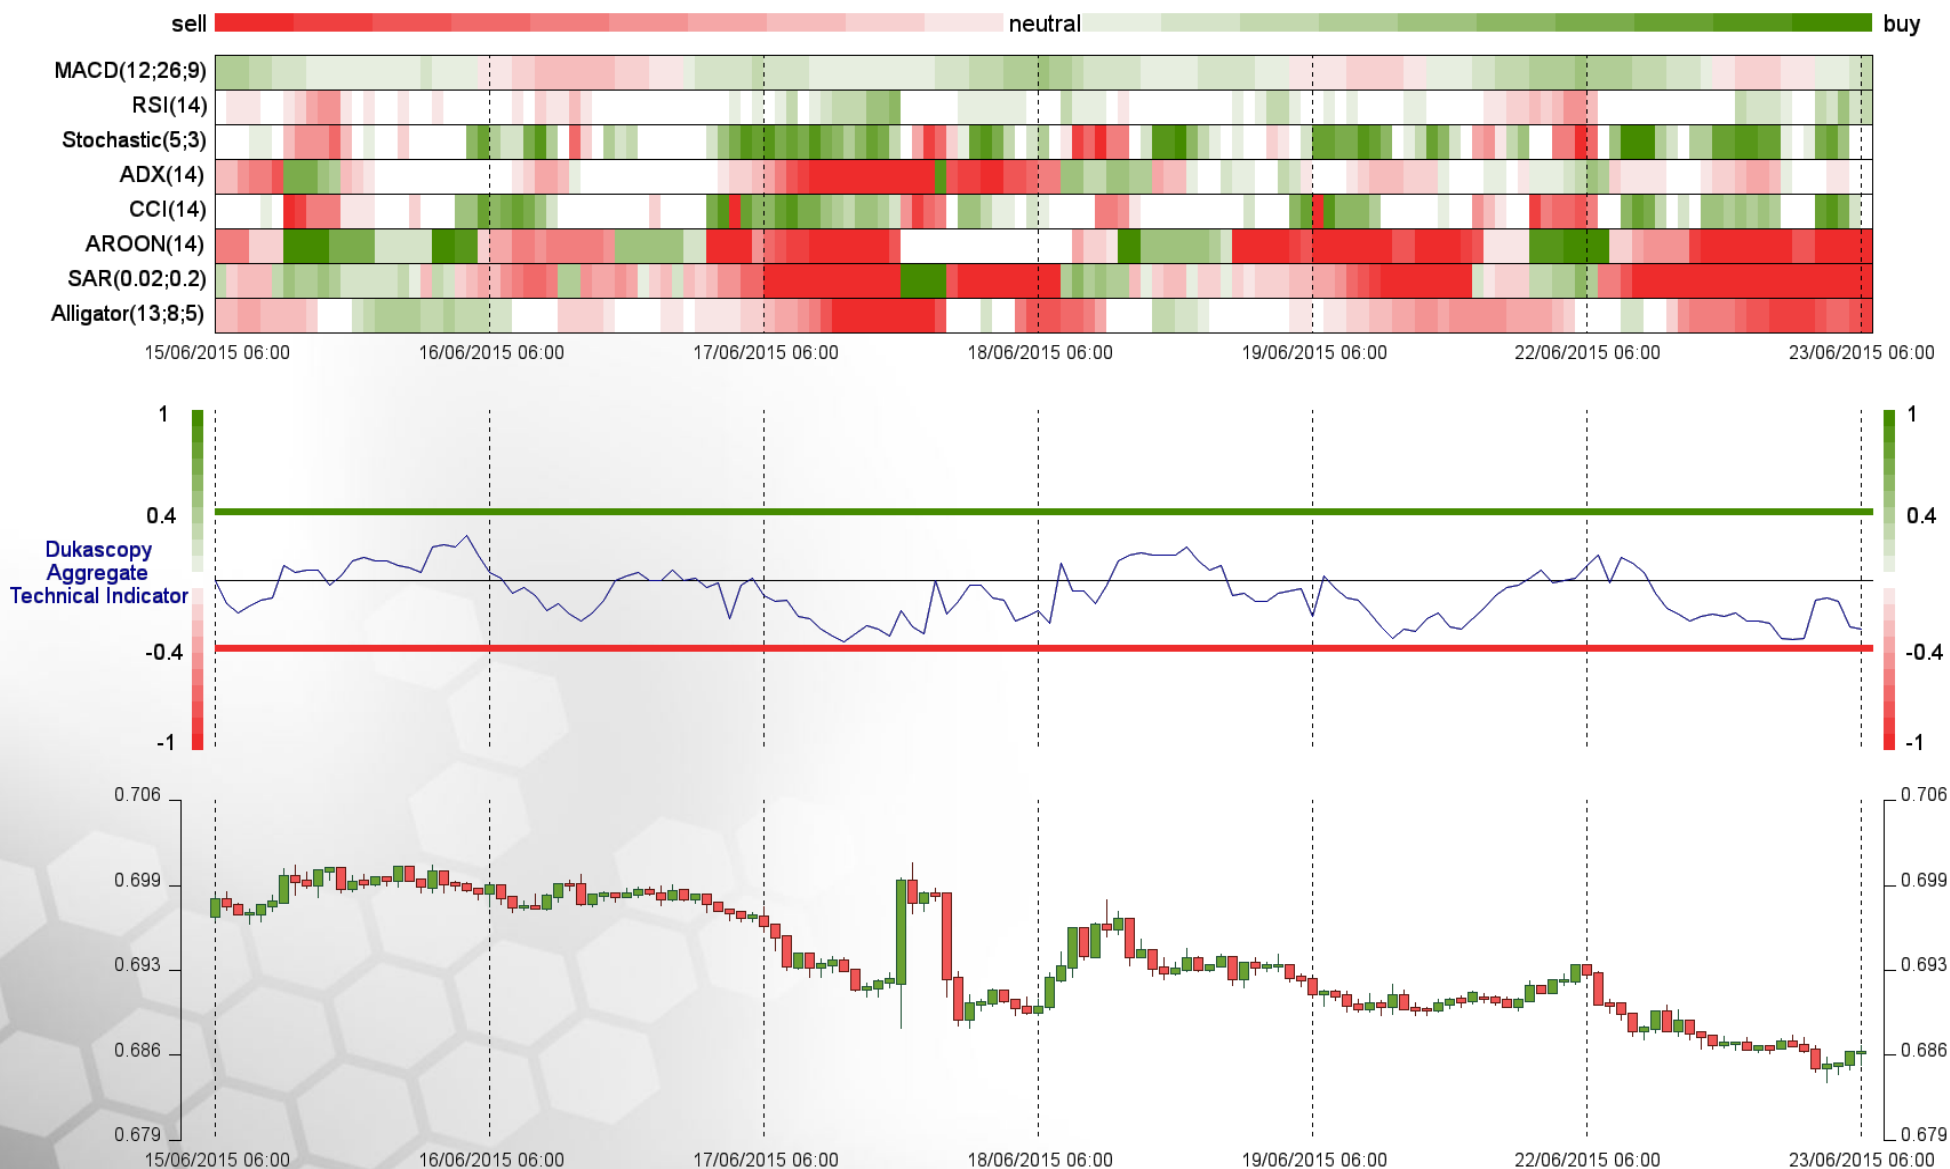 sell neutral buy
MACD(12;26;9)
RSI(14)
Stochastic(5;3)
ADX(14)
CCI(14)
AROON(14)
SAR(0.02;0.2)
Alligator(13;8;5)
15/06/2015 06:00 16/06/2015 06:00 17/06/2015 06:00 18/06/2015 06:00 19/06/2015 06:00 22/06/2015 06:00 23/06/2015 06:00
1 1
0.4 0.4
Dukascopy
Aggregate
Technical Indicator
-0.4 -0.4
-1 -1
0.706 0.706
0.699 0.699
0.693 0.693
0.686 0.686
0.679 0.679
15/06/2015 06:00 16/06/2015 06:00 17/06/2015 06:00 18/06/2015 06:00 19/06/2015 06:00 22/06/2015 06:00 23/06/2015 06:00